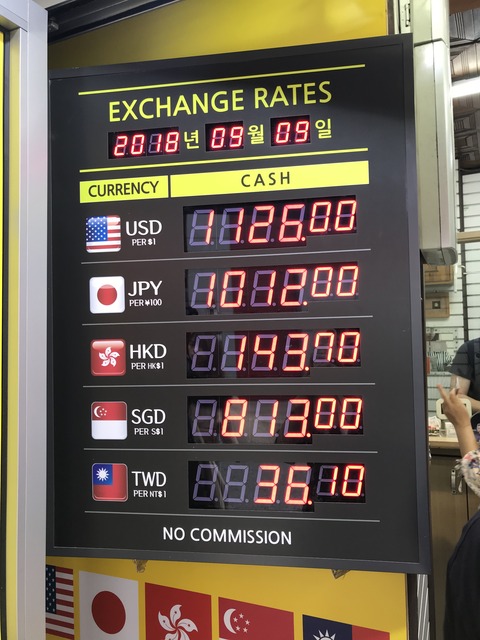 EXCHANGE RATES
2018년 09월 09일
CURRENCY CASH
USD 1126.00
PER $1
JPY 1012.00
PER ¥100
HKD 143.70
PER HK$1
SGD 813.00
PER S$1
TWD 36.10
PER NT$1
NO COMMISSION